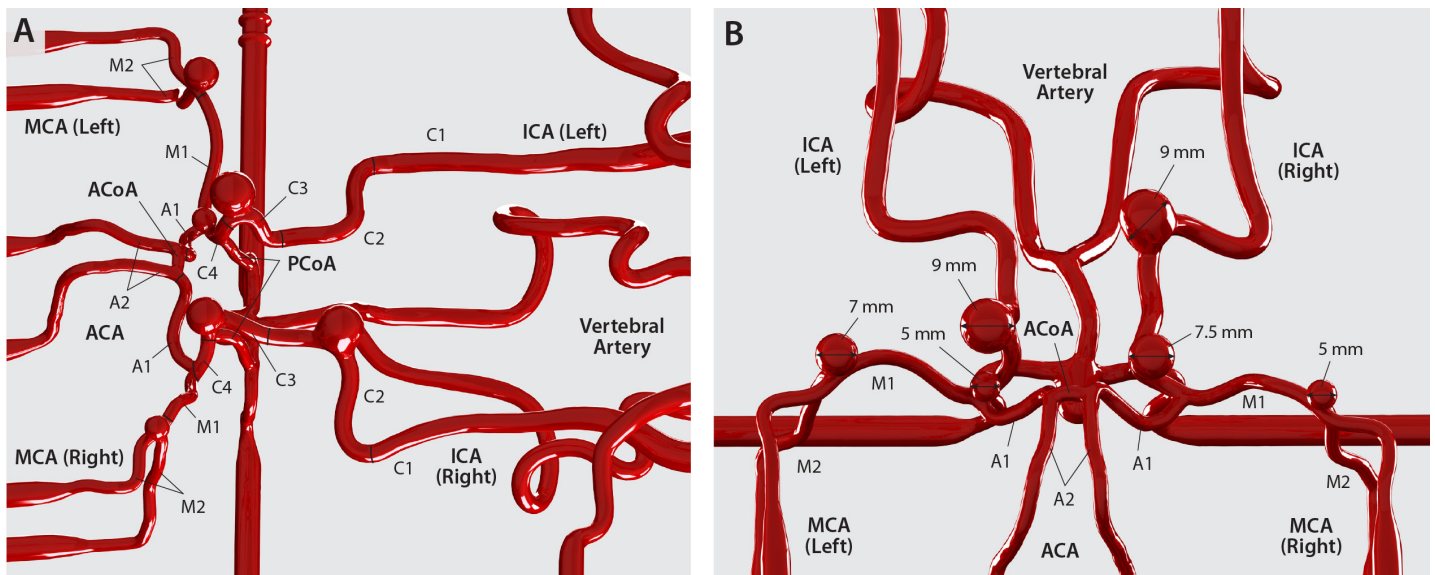 A
M2
MCA (Left)
M1
ACoA
A1
A2
ACA
A1
C4
C4
M1
MCA (Right)
M2
C1
ICA (Left)
C3
C2
PCoA
Vertebral
Artery
C3
C2
C1
ICA
(Right)
B
Vertebral
Artery
ICA
(Left)
9 mm
ICA
(Right)
9 mm
7 mm
5 mm
ACoA
7.5 mm
5 mm
M1
M1
A1
A1
M2
A2
M2
MCA
(Left)
ACA
MCA
(Right)